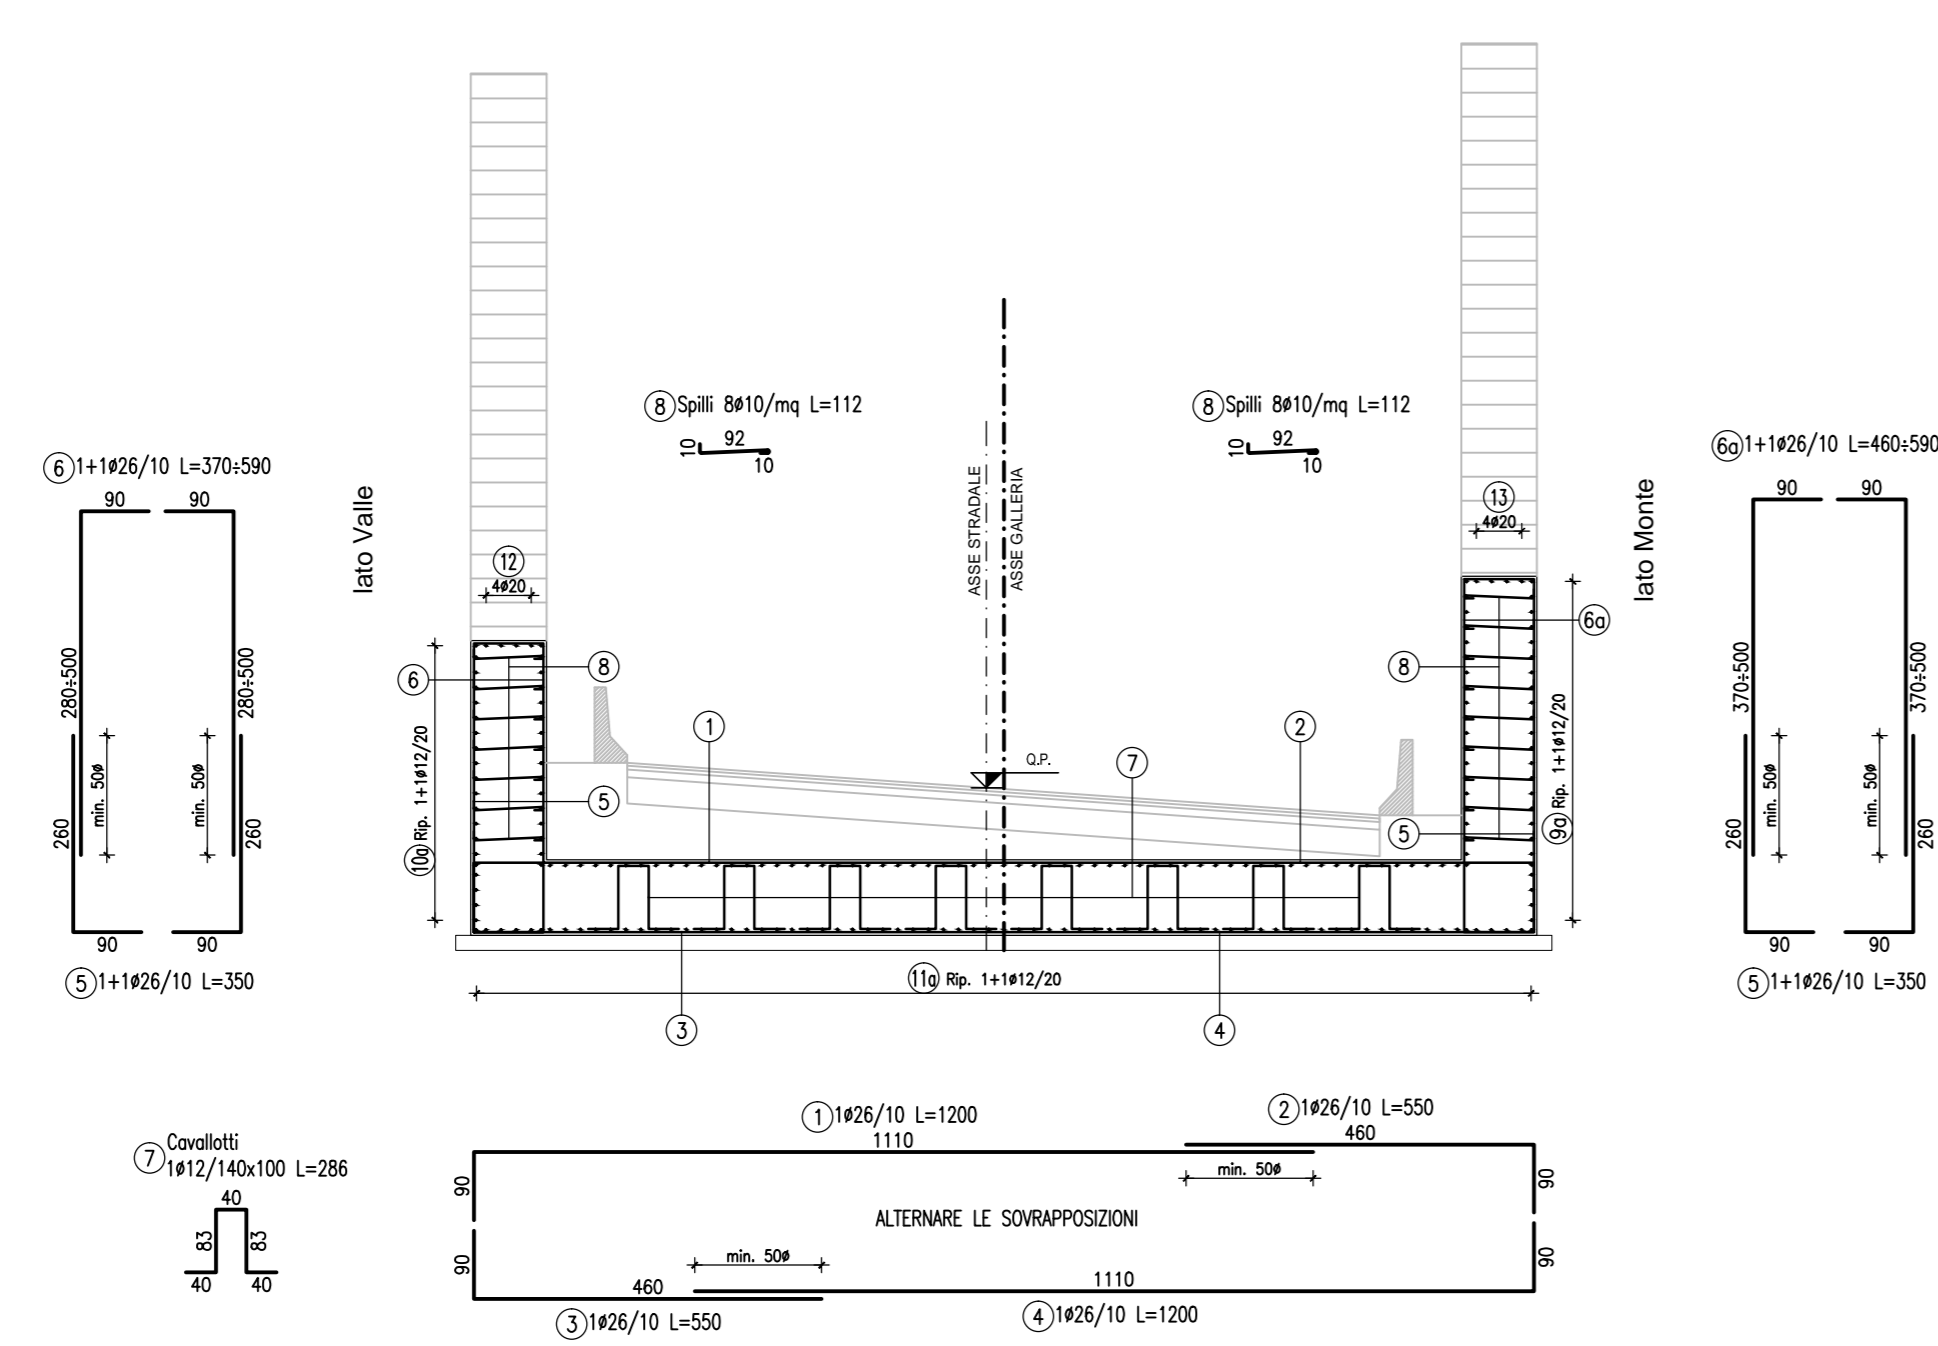 8 Spilli 8ø10/mq L=112
10 92 10
8 Spilli 8ø10/mq L=112
10 92 10
6 1+1ø26/10 L=370÷590
90 90
280÷500 280÷500
min. 50ø min. 50ø
260 260
90 90
5 1+1ø26/10 L=350
lato Valle
12
4ø20
6
8
10a Rip. 1+1ø12/20
5
1
ASSE STRADALE
ASSE GALLERIA
Q.P.
7
2
13
4ø20
6a
8
9a Rip. 1+1ø12/20
5
lato Monte
6a 1+1ø26/10 L=460÷590
90 90
370÷500 370÷500
min. 50ø min. 50ø
260 260
90 90
5 1+1ø26/10 L=350
11a Rip. 1+1ø12/20
3
4
7 Cavallotti
1ø12/140x100 L=286
40
83 83
40 40
1 1ø26/10 L=1200
1110
2 1ø26/10 L=550
460
min. 50ø
90 90
ALTERNARE LE SOVRAPPOSIZIONI
90 90
min. 50ø
460
1110
3 1ø26/10 L=550
4 1ø26/10 L=1200